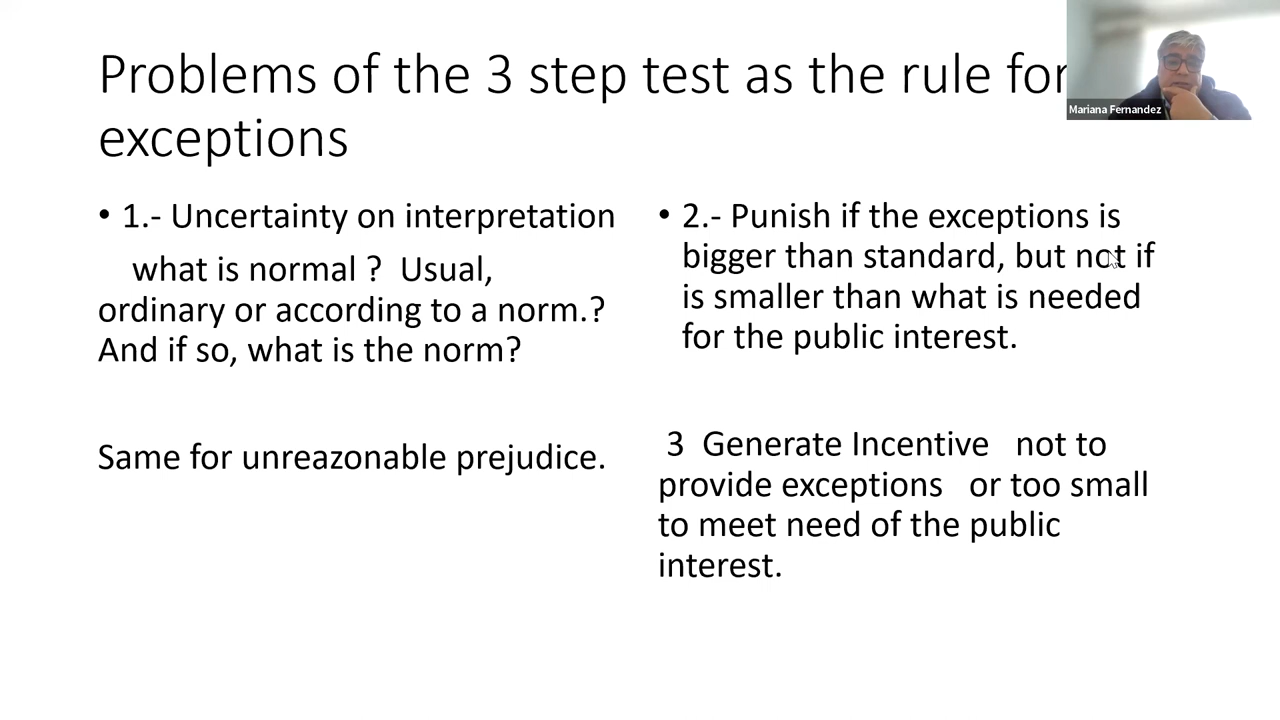 Problems of the 3 step test as the rule for
exceptions
Mariana Fernandez
• 1.- Uncertainty on interpretation
what is normal ? Usual,
ordinary or according to a norm.?
And if so, what is the norm?
Same for unreazonable prejudice.
• 2.- Punish if the exceptions is
bigger than standard, but not if
is smaller than what is needed
for the public interest.
3 Generate Incentive not to
provide exceptions or too small
to meet need of the public
interest.